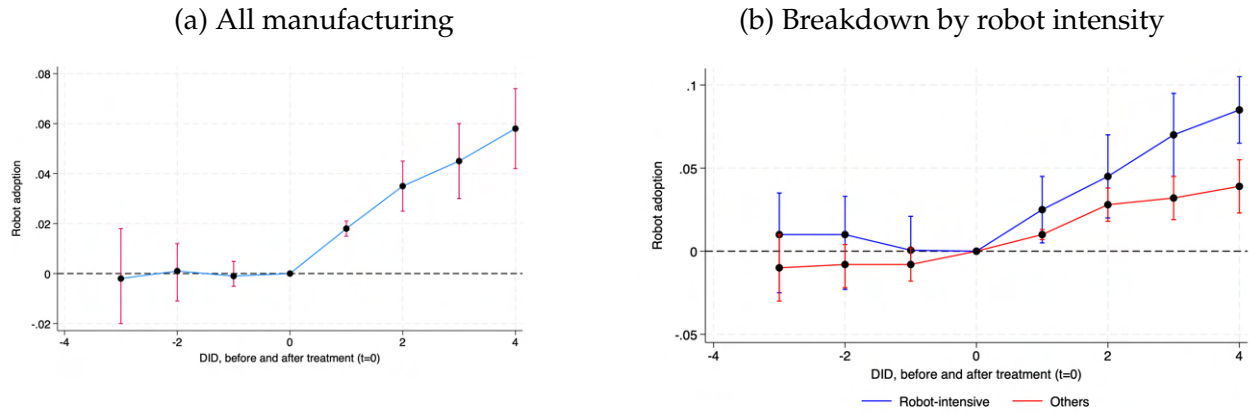 (a) All manufacturing
.08
.06
.04
.02
0
-.02
-4
-2
0
2
4
Robot adoption
DID, before and after treatment (t=0)
(b) Breakdown by robot intensity
.1
.05
0
-.05
-4
-2
0
2
4
Robot adoption
DID, before and after treatment (t=0)
Robot-intensive
Others